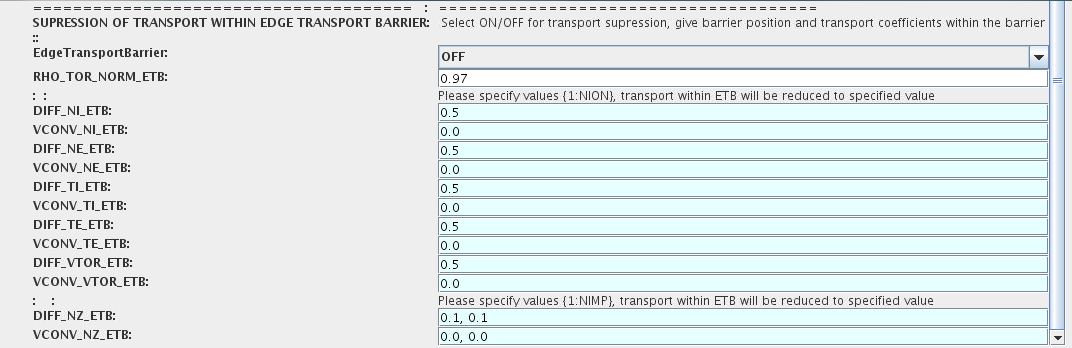 ======================================== : ========================================
SUPRESSION OF TRANSPORT WITHIN EDGE TRANSPORT BARRIER: Select ON/OFF for transport supression, give barrier position and transport coefficients within the barrier
::
EdgeTransportBarrier: OFF
RHO_TOR_NORM_ETB: 0.97
: : Please specify values {1:NION}, transport within ETB will be reduced to specified value
DIFF_NI_ETB: 0.5
VCONV_NI_ETB: 0.0
DIFF_NE_ETB: 0.5
VCONV_NE_ETB: 0.0
DIFF_TI_ETB: 0.5
VCONV_TI_ETB: 0.0
DIFF_TE_ETB: 0.5
VCONV_TE_ETB: 0.0
DIFF_VTOR_ETB: 0.5
VCONV_VTOR_ETB: 0.0
: : Please specify values {1:NIMP}, transport within ETB will be reduced to specified value
DIFF_NZ_ETB: 0.1, 0.1
VCONV_NZ_ETB: 0.0, 0.0